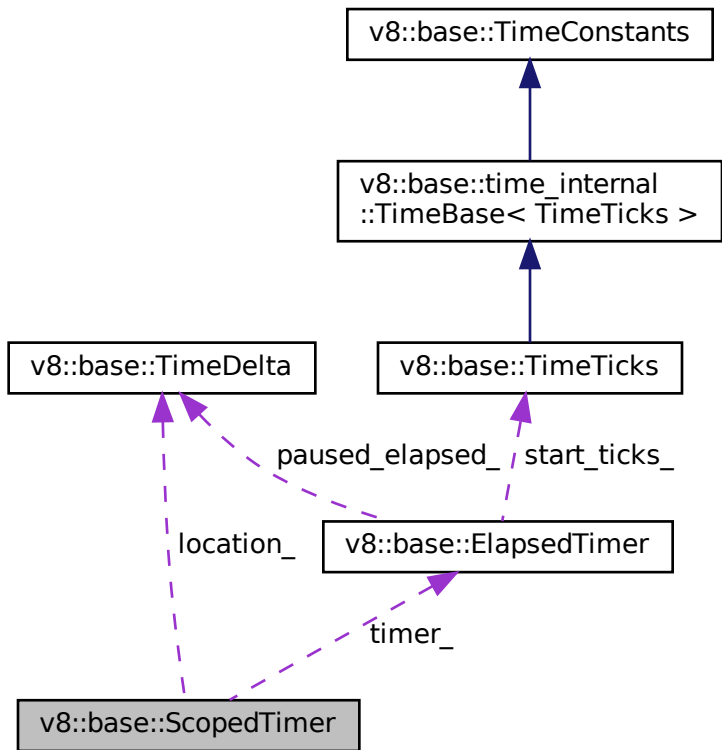 v8::base::TimeConstants
v8::base::time_internal
::TimeBase< TimeTicks >
v8::base::TimeDelta
v8::base::TimeTicks
paused_elapsed_
start_ticks_
location_
v8::base::ElapsedTimer
timer_
v8::base::ScopedTimer